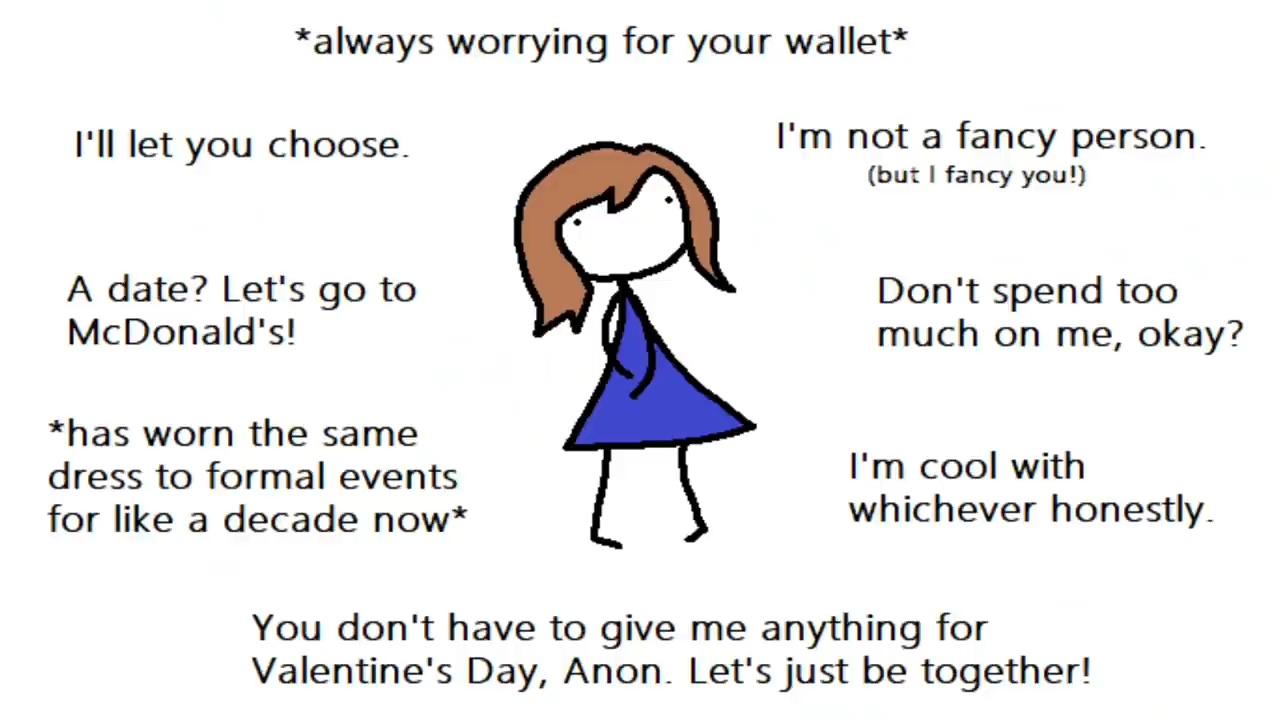 *always worrying for your wallet*
I'll let you choose.
I'm not a fancy person.
(but I fancy you!)
A date? Let's go to
McDonald's!
Don't spend too
much on me, okay?
*has worn the same
dress to formal events
for like a decade now*
I'm cool with
whichever honestly.
You don't have to give me anything for
Valentine's Day, Anon. Let's just be together!